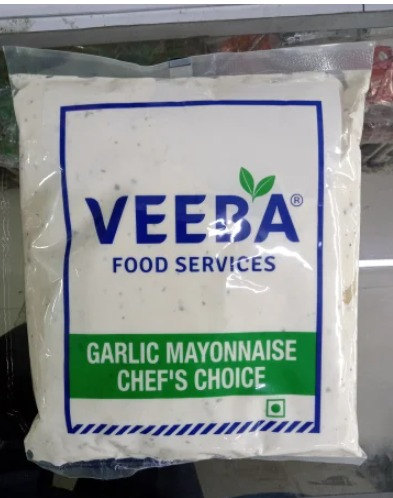 VEEBA®
FOOD SERVICES
GARLIC MAYONNAISE
CHEF'S CHOICE